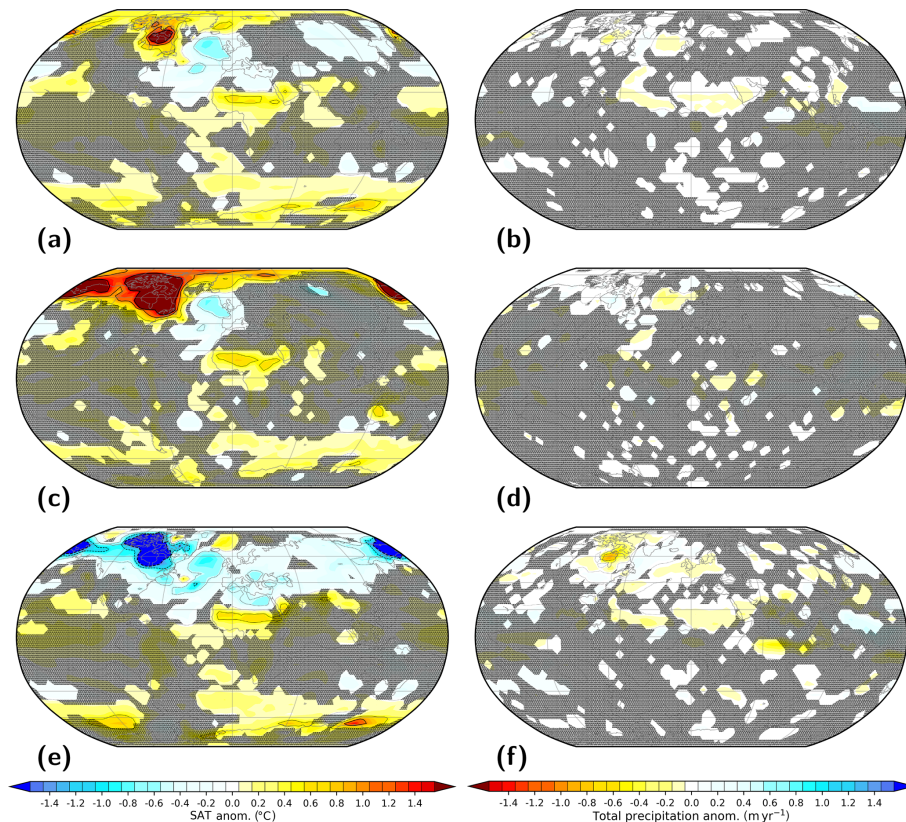 (a)
(b)
(c)
(d)
(e)
(f)
-1.4 -1.2 -1.0 -0.8 -0.6 -0.4 -0.2 0.0 0.2 0.4 0.6 0.8 1.0 1.2 1.4
SAT anom. (°C)
-1.4 -1.2 -1.0 -0.8 -0.6 -0.4 -0.2 0.0 0.2 0.4 0.6 0.8 1.0 1.2 1.4
Total precipitation anom. (m yr⁻¹)